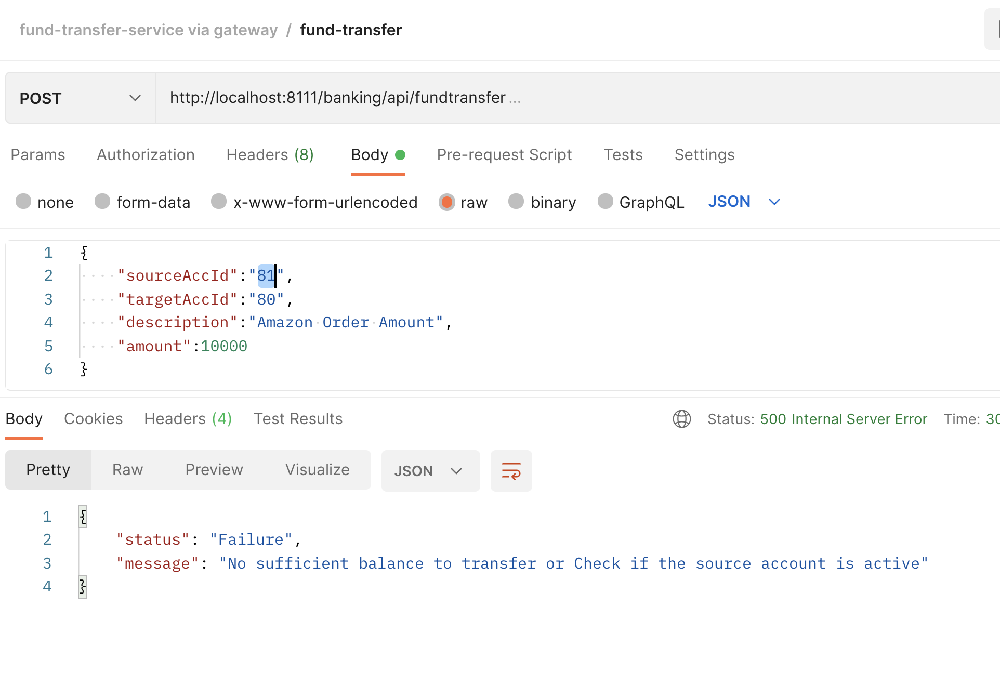 fund-transfer-service via gateway / fund-transfer
POST http://localhost:8111/banking/api/fundtransfer ...
Params Authorization Headers (8) Body Pre-request Script Tests Settings
none form-data x-www-form-urlencoded raw binary GraphQL JSON
1 {
2 "sourceAccId":"81",
3 "targetAccId":"80",
4 "description":"Amazon Order Amount",
5 "amount":10000
6 }
Body Cookies Headers (4) Test Results Status: 500 Internal Server Error Time:
Pretty Raw Preview Visualize JSON
1 {
2 "status": "Failure",
3 "message": "No sufficient balance to transfer or Check if the source account is active"
4 }